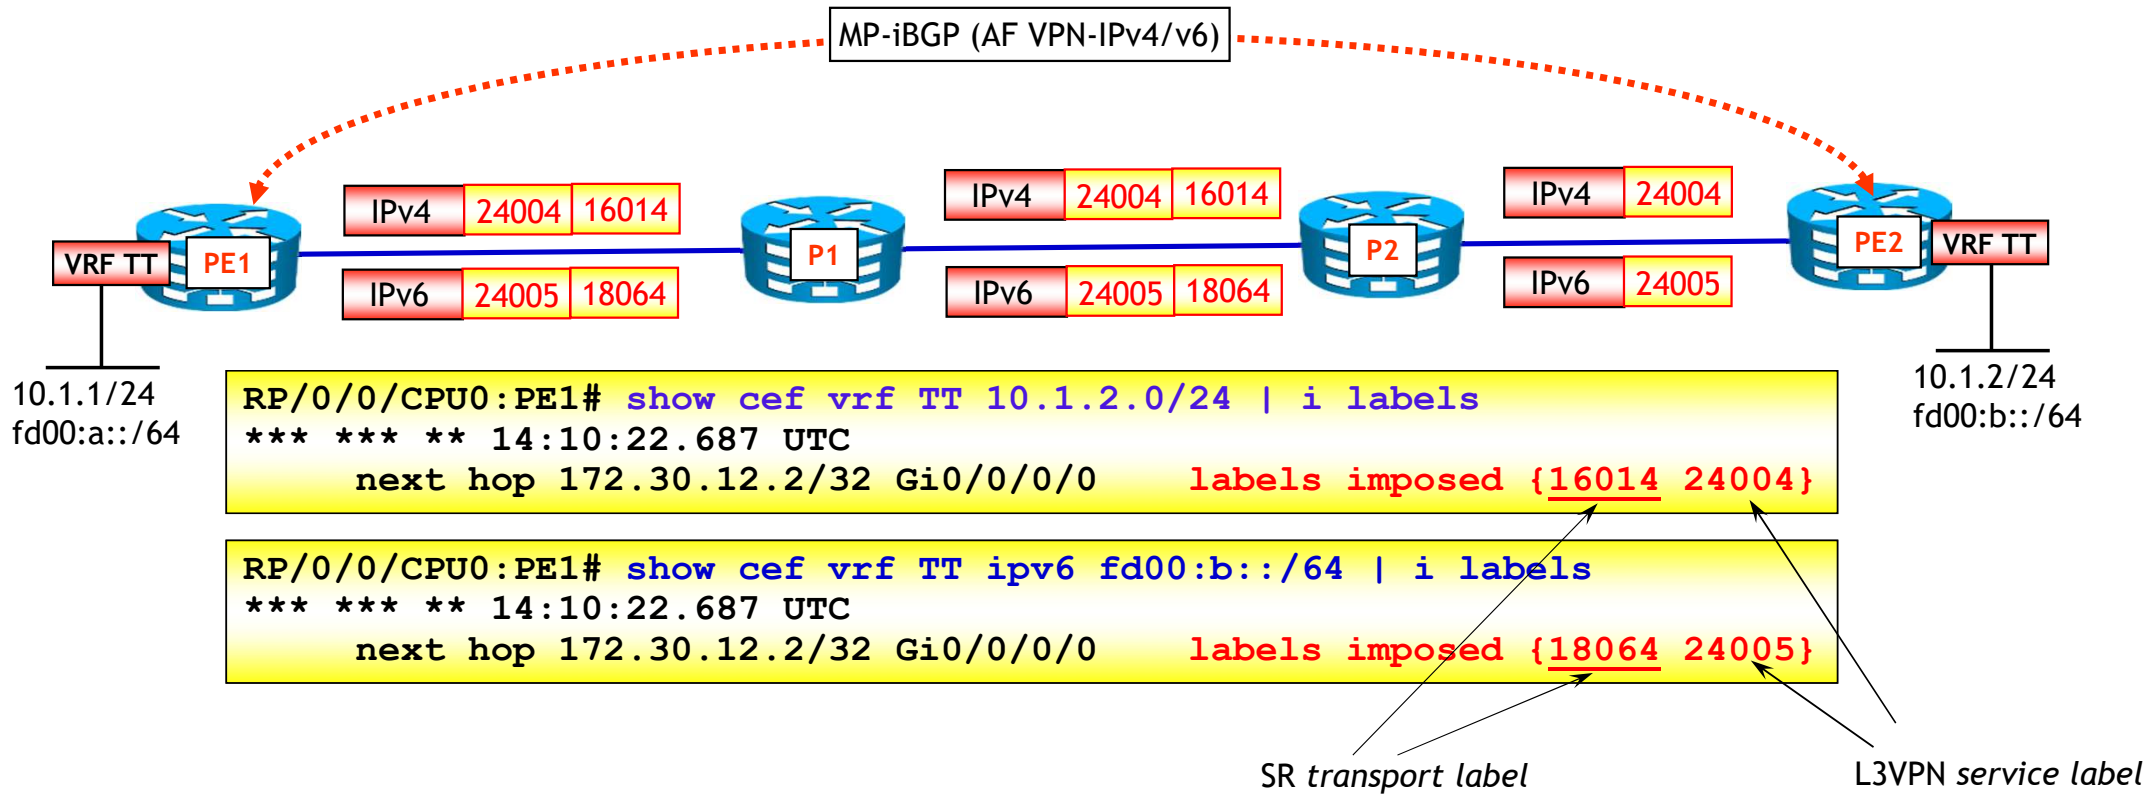 MP-iBGP (AF VPN-IPv4/v6)
IPv4 24004 16014
IPv4 24004 16014
IPv4 24004
VRF TT PE1
P1
P2
PE2 VRF TT
IPv6 24005 18064
IPv6 24005 18064
IPv6 24005
10.1.1/24
fd00:a::/64
10.1.2/24
fd00:b::/64
RP/0/0/CPU0:PE1# show cef vrf TT 10.1.2.0/24 | i labels
*** *** ** 14:10:22.687 UTC
next hop 172.30.12.2/32 Gi0/0/0/0 labels imposed {16014 24004}
RP/0/0/CPU0:PE1# show cef vrf TT ipv6 fd00:b::/64 | i labels
*** *** ** 14:10:22.687 UTC
next hop 172.30.12.2/32 Gi0/0/0/0 labels imposed {18064 24005}
SR transport label
L3VPN service label